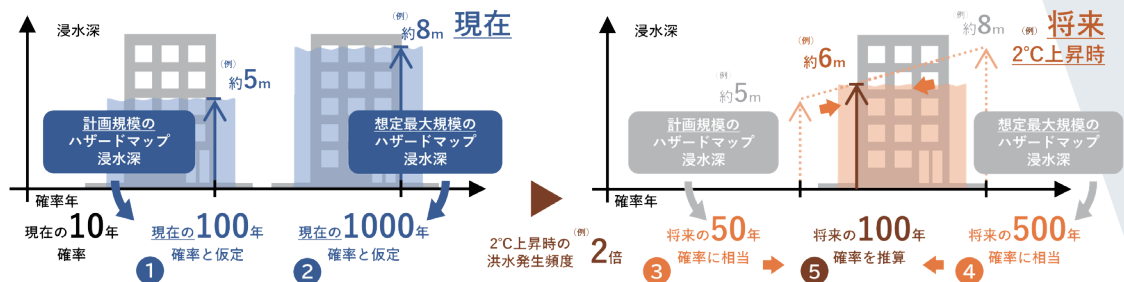 浸水深
(例)
約5m
(例)
約8m
現在
計画規模の
ハザードマップ
浸水深
想定最大規模の
ハザードマップ
浸水深
確率年
現在の10年
確率
現在の100年
確率と仮定
1
現在の1000年
確率と仮定
2
2℃上昇時の
洪水発生頻度
(例)
2倍
浸水深
(例)
約5m
(例)
約6m
例)
約8m
(例)
将来
2℃上昇時
計画規模の
ハザードマップ
浸水深
想定最大規模の
ハザードマップ
浸水深
確率年
将来の50年
確率に相当
3
将来の100年
確率を推算
5
将来の500年
確率に相当
4